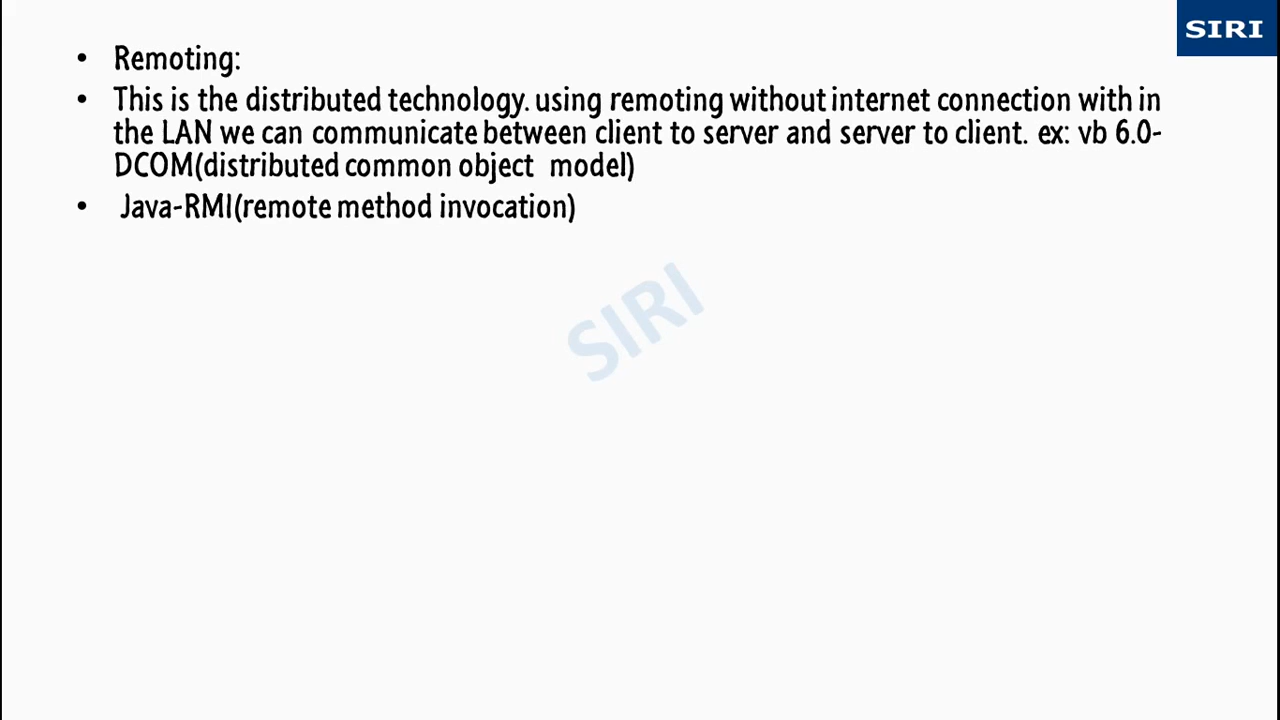 SIRI
• Remoting:
• This is the distributed technology. using remoting without internet connection with in
the LAN we can communicate between client to server and server to client. ex: vb 6.0-
DCOM(distributed common object model)
• Java-RMI(remote method invocation)
SIRI